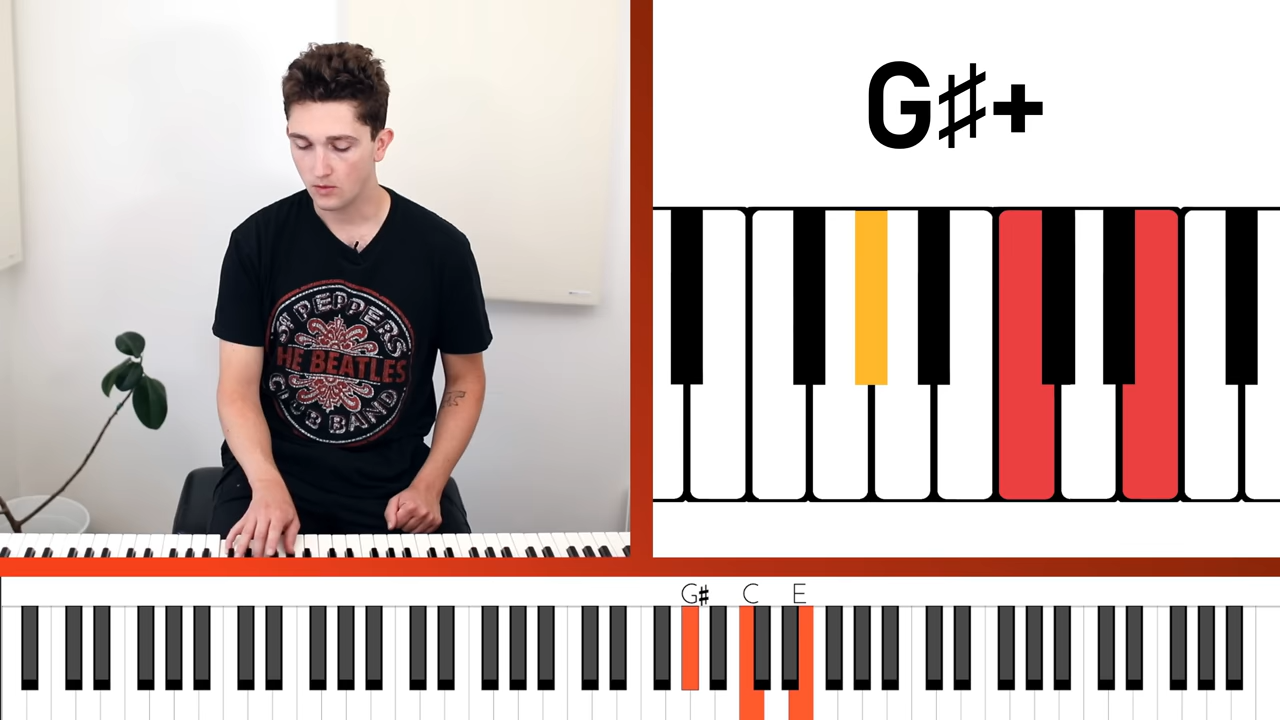 G♯+
SGT PEPPERS
THE BEATLES
CLUB BAND
G♯ C E